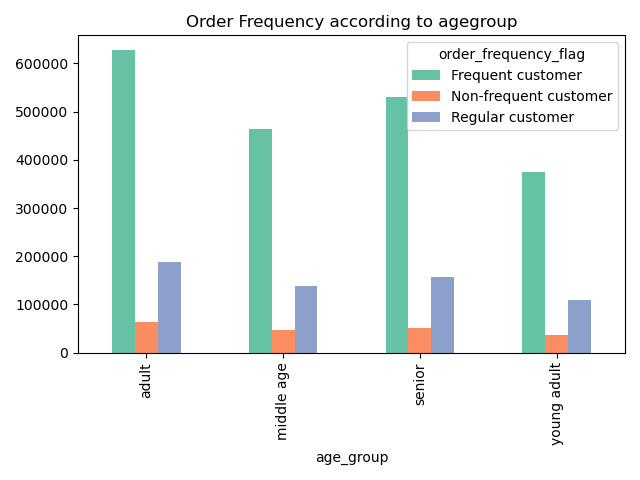 Order Frequency according to agegroup
order_frequency_flag
Frequent customer
Non-frequent customer
Regular customer
600000
500000
400000
300000
200000
100000
0
adult
middle age
senior
young adult
age_group